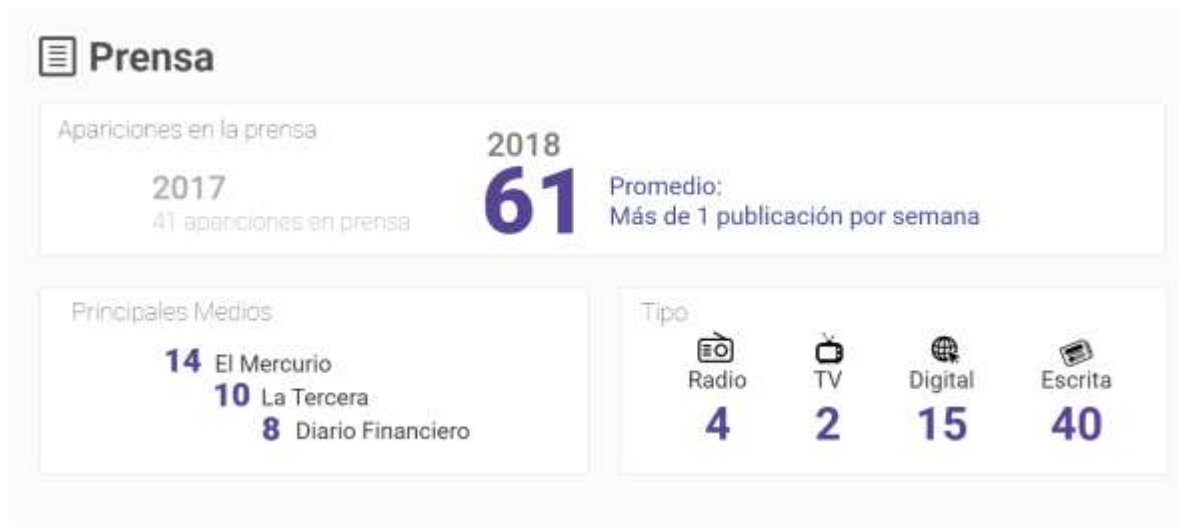 Prensa
Apariciones en la prensa
2017
41 apariciones en prensa
2018
61
Promedio:
Más de 1 publicación por semana
Principales Medios
14 El Mercurio
10 La Tercera
8 Diario Financiero
Tipo
Radio TV Digital Escrita
4 2 15 40